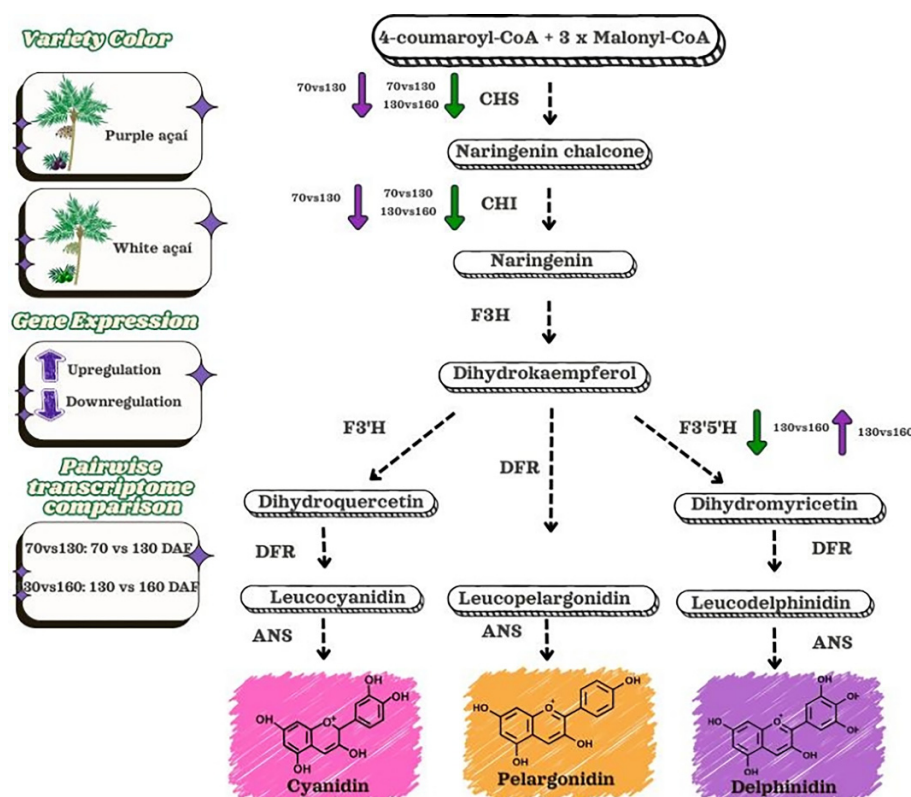 Variety Color
Purple açaí
White açaí
Gene Expression
Upregulation
Downregulation
Pairwise
transcriptome
comparison
70vs130: 70 vs 130 DAF
30vs160: 130 vs 160 DAF
4-coumaroyl-CoA + 3 x Malonyl-CoA
70vs130
70vs130
130vs160
CHS
Naringenin chalcone
70vs130
70vs130
130vs160
CHI
Naringenin
F3H
Dihydrokaempferol
F3'H
DFR
F3'5'H
130vs160
130vs160
Dihydroquercetin
Dihydromyricetin
DFR
DFR
Leucocyanidin
Leucopelargonidin
Leucodelphinidin
ANS
ANS
ANS
OH
OH
HO
O+
OH
OH
Cyanidin
OH
HO
O+
OH
OH
Pelargonidin
OH
OH
OH
HO
O+
OH
OH
Delphinidin